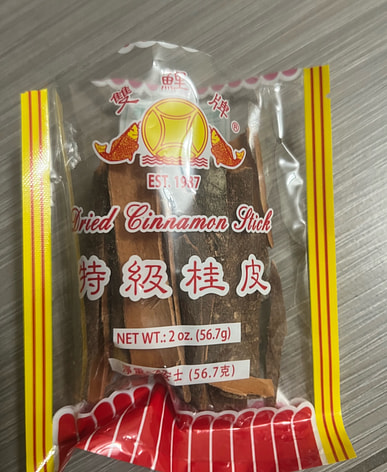 雙鯉牌®
EST. 1987
Dried Cinnamon Stick
特級桂皮
NET WT.: 2 oz. (56.7g)
(56.7克)